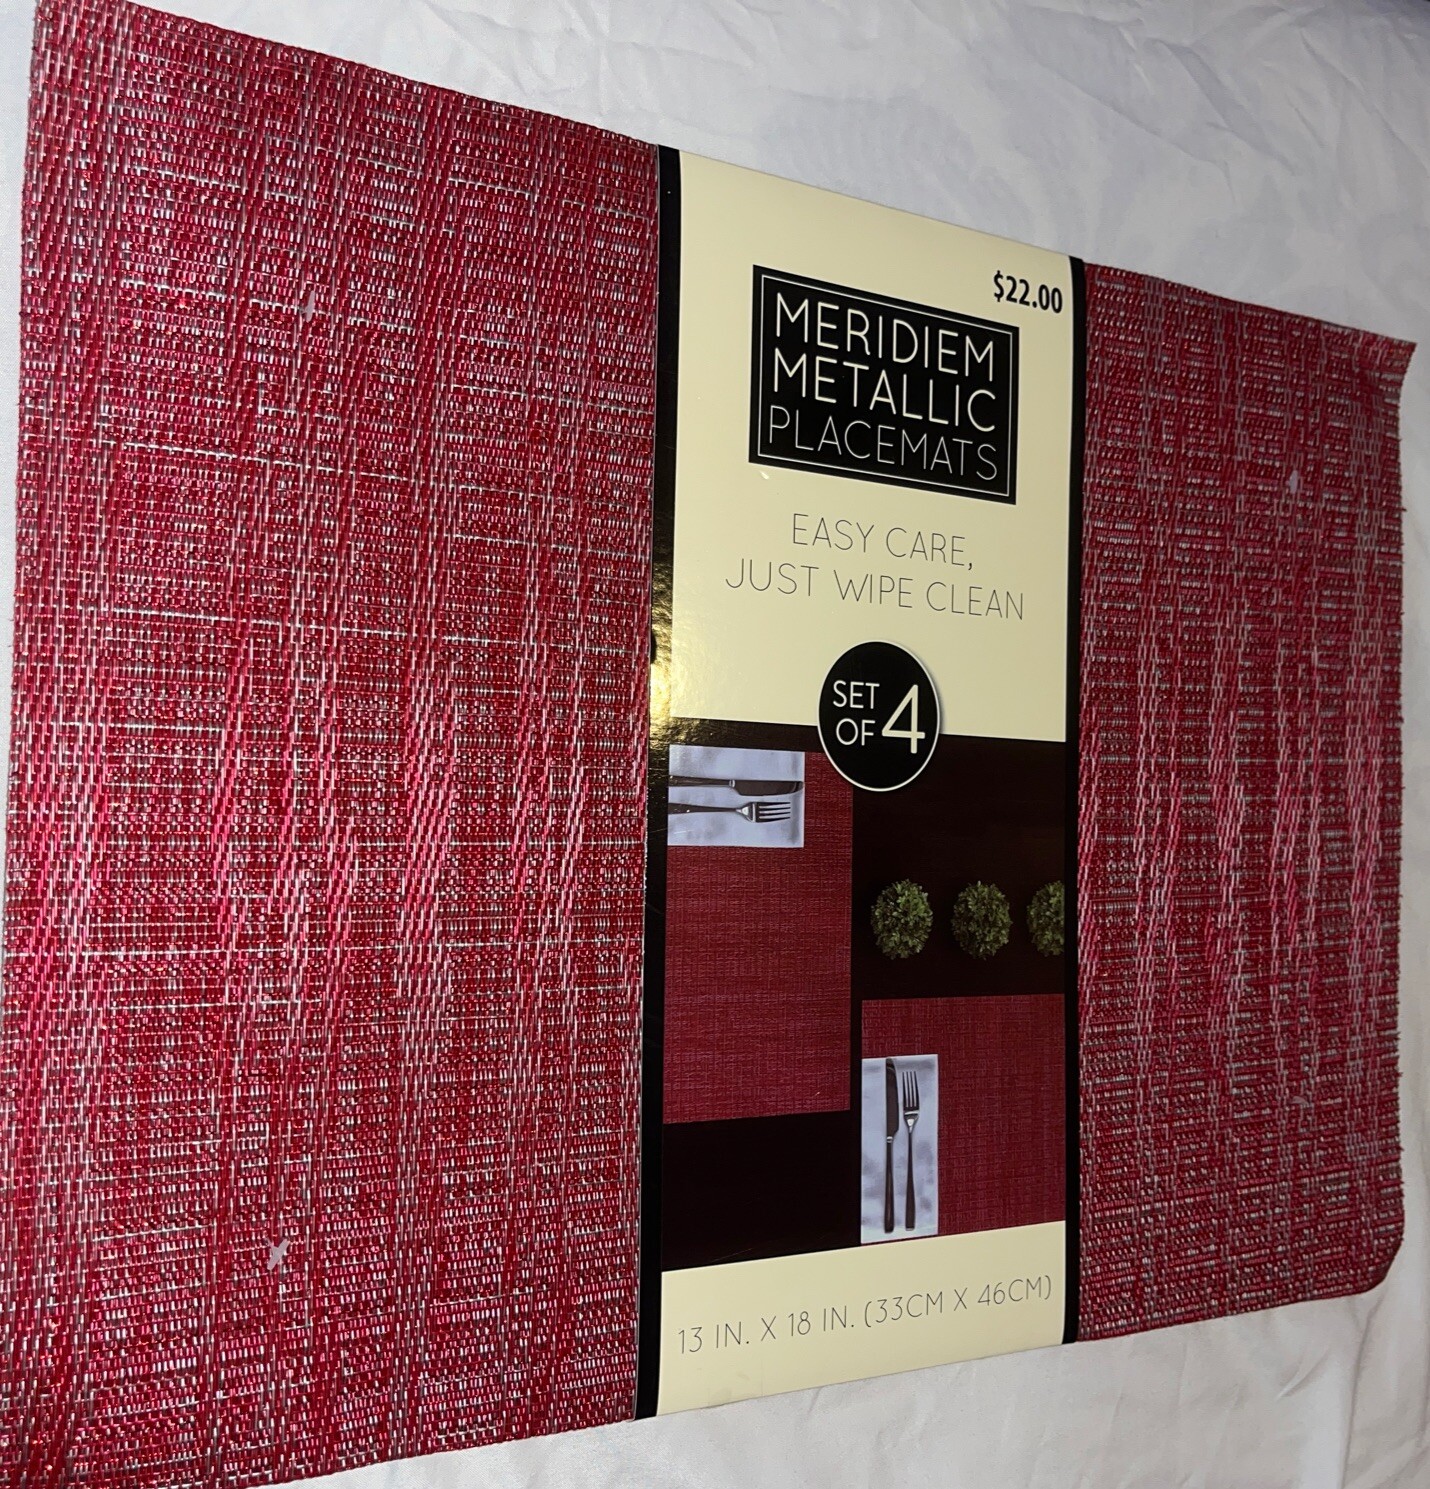 $22.00
MERIDIEM
METALLIC
PLACEMATS
EASY CARE,
JUST WIPE CLEAN
SET
OF 4
13 IN. X 18 IN. (33CM X 46CM)